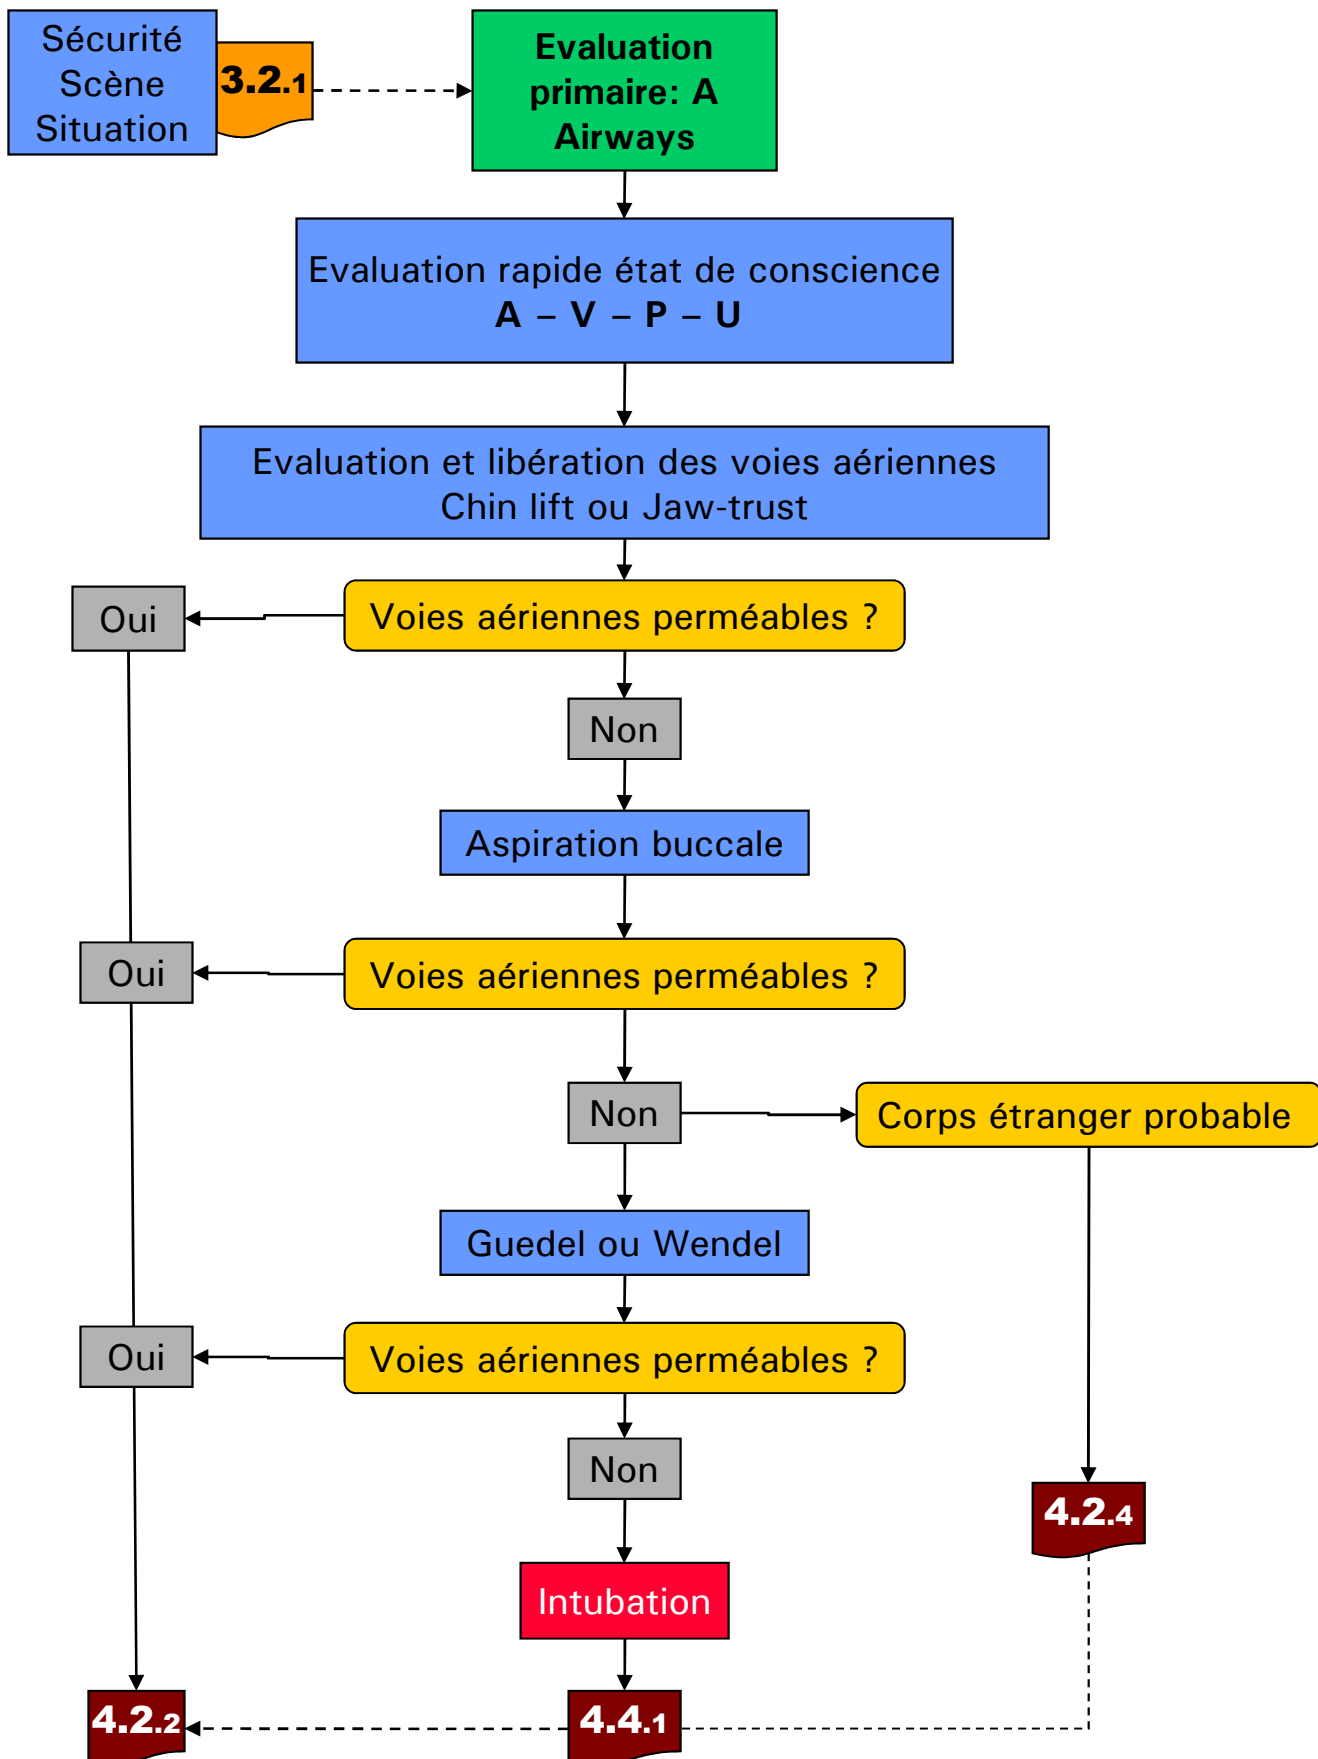 Sécurité
Scène
Situation
3.2.1
Evaluation
primaire: A
Airways
Evaluation rapide état de conscience
A – V – P – U
Evaluation et libération des voies aériennes
Chin lift ou Jaw-trust
Oui
Voies aériennes perméables ?
Non
Aspiration buccale
Oui
Voies aériennes perméables ?
Non
Corps étranger probable
Guedel ou Wendel
Oui
Voies aériennes perméables ?
Non
4.2.4
Intubation
4.2.2
4.4.1